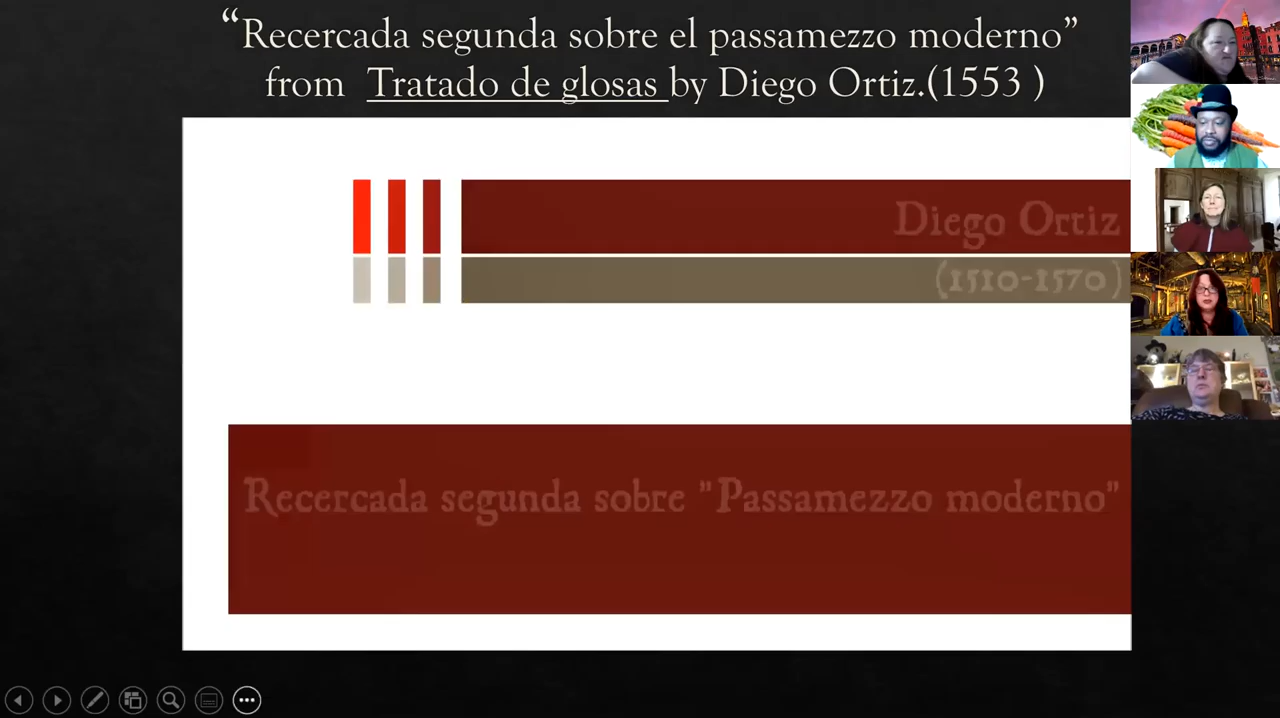 “Recercada segunda sobre el passamezzo moderno”
from Tratado de glosas by Diego Ortiz.(1553 )
Diego Ortiz
(1510-1570)
Recercada segunda sobre "Passamezzo moderno"